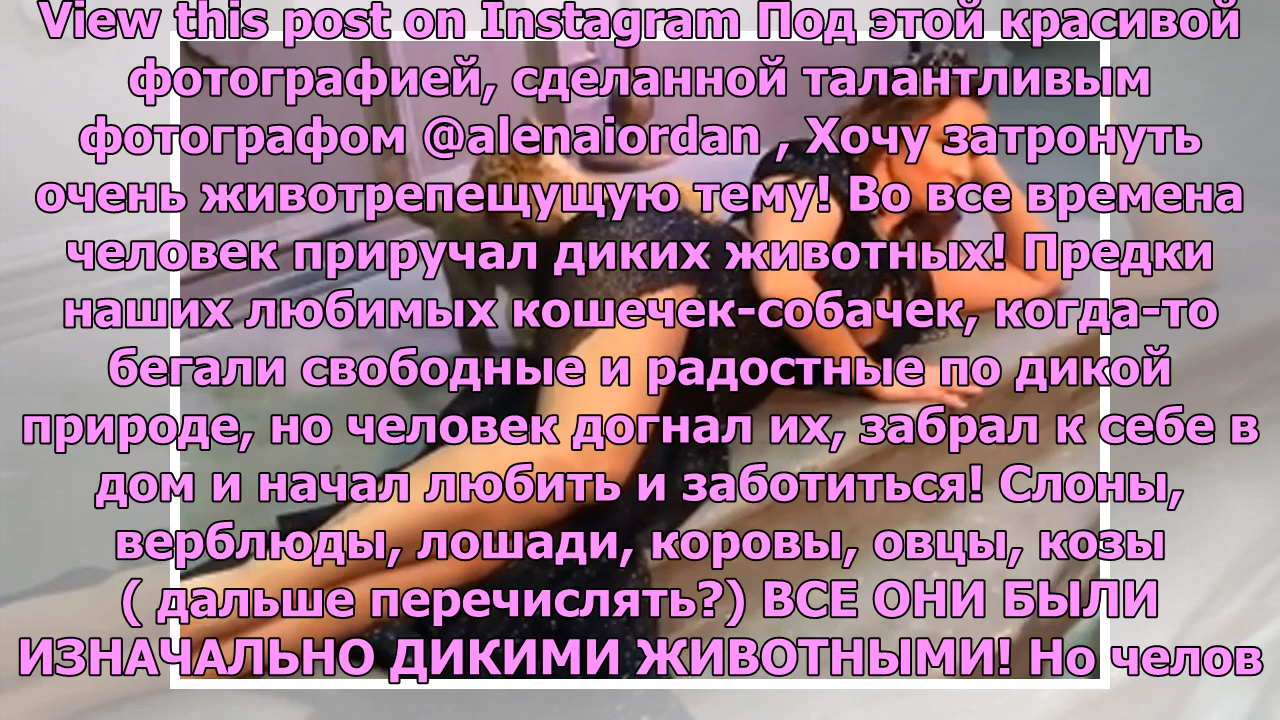 View this post on Instagram Под этой красивой
фотографией, сделанной талантливым
фотографом @alenaiordan , Хочу затронуть
очень животрепещущую тему! Во все времена
человек приручал диких животных! Предки
наших любимых кошечек-собачек, когда-то
бегали свободные и радостные по дикой
природе, но человек догнал их, забрал к себе в
дом и начал любить и заботиться! Слоны,
верблюды, лошади, коровы, овцы, козы
( дальше перечислять?) ВСЕ ОНИ БЫЛИ
ИЗНАЧАЛЬНО ДИКИМИ ЖИВОТНЫМИ! Но челов